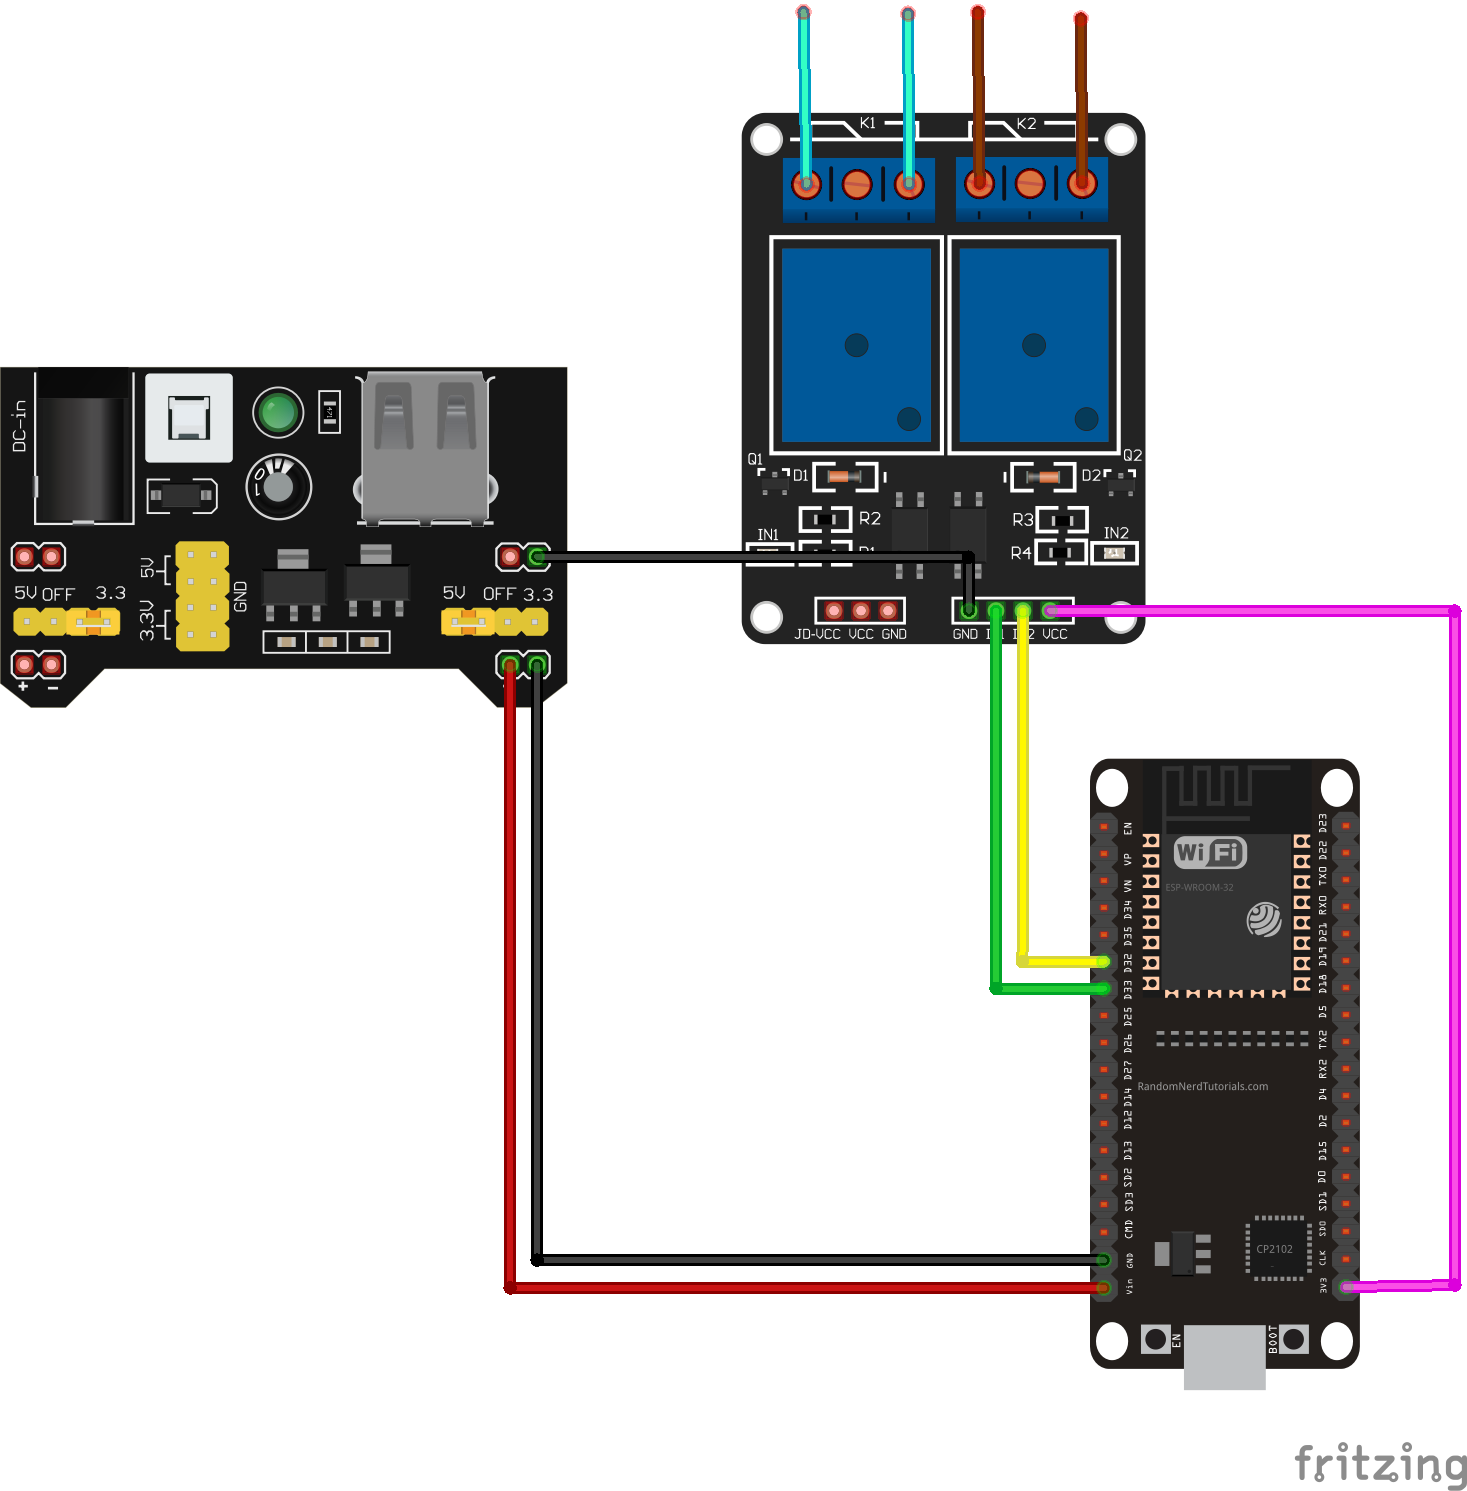 K1
K2
DC-in
471
0
1
Q1
D1
D2
Q2
R2
R3
IN1
IN2
R1
R4
5V
GND
3.3V
5V OFF 3.3
5V OFF 3.3
+ −
JD-VCC VCC GND
GND VCC
EN
VP
VN
D34
D35
D32
D33
D25
D26
D27
D14
D12
D13
SD2
SD3
CMD
GND
Vin
WiFi
ESP-WROOM-32
RandomNerdTutorials.com
CP2102
D23
D22
TX0
RX0
D21
D19
D18
D5
TX2
RX2
D4
D2
D15
D0
SD1
SD0
CLK
3V3
EN
BOOT
fritzing